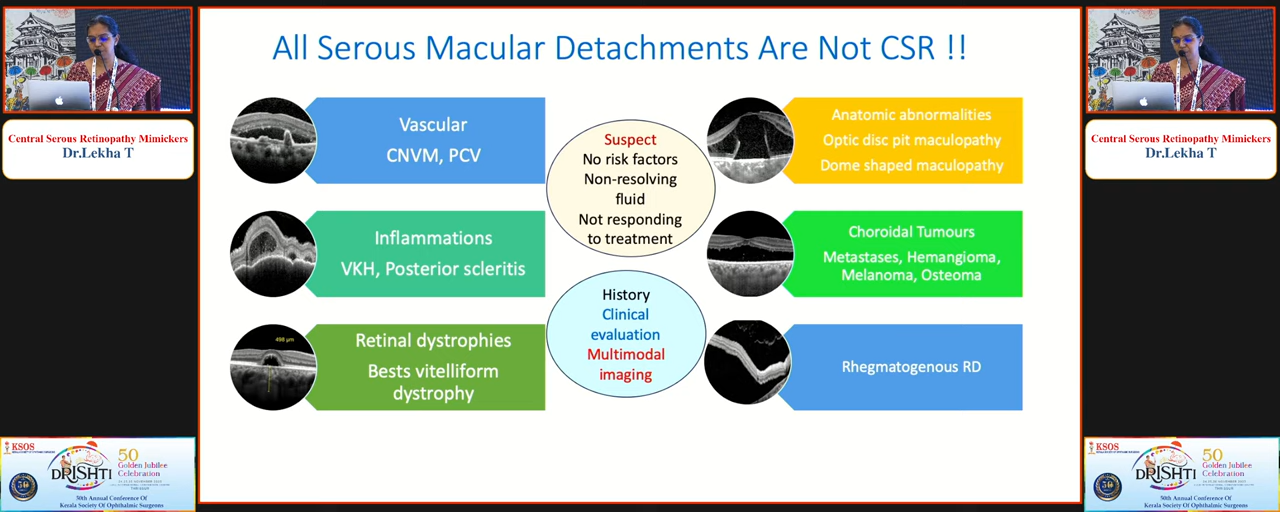 All Serous Macular Detachments Are Not CSR !!
Central Serous Retinopathy Mimickers
Dr.Lekha T
Vascular
CNVM, PCV
Inflammations
VKH, Posterior scleritis
498 µm
Retinal dystrophies
Bests vitelliform
dystrophy
Suspect
No risk factors
Non-resolving
fluid
Not responding
to treatment
History
Clinical
evaluation
Multimodal
imaging
Anatomic abnormalities
Optic disc pit maculopathy
Dome shaped maculopathy
Choroidal Tumours
Metastases, Hemangioma,
Melanoma, Osteoma
Rhegmatogenous RD
Central Serous Retinopathy Mimickers
Dr.Lekha T
KSOS
DRISHTI
50
Golden Jubilee
Celebration
50th Annual Conference Of
Kerala Society Of Ophthalmic Surgeons
KSOS
DRISHTI
50
Golden Jubilee
Celebration
50th Annual Conference Of
Kerala Society Of Ophthalmic Surgeons